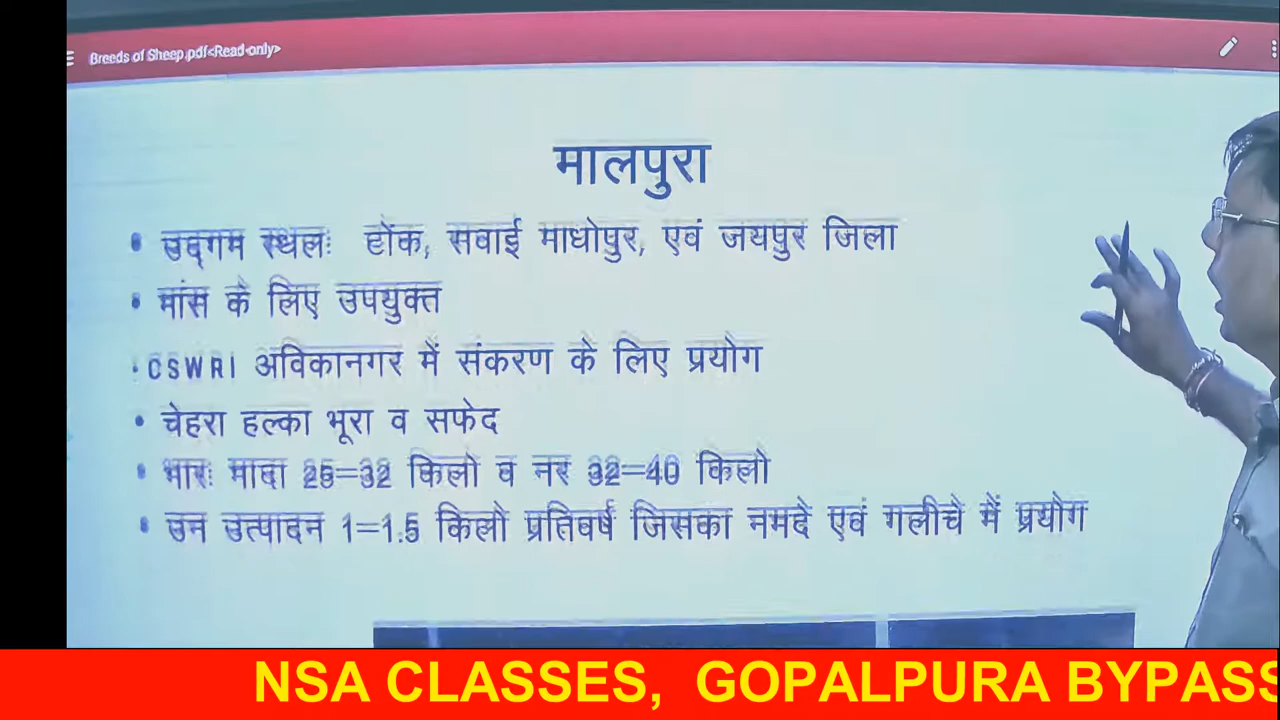 Breeds of Sheep.pdf<Read-only>
मालपुरा
• उद्गम स्थलः टोंक, सवाई माधोपुर, एवं जयपुर जिला
• मांस के लिए उपयुक्त
• CSWRI अविकानगर में संकरण के लिए प्रयोग
• चेहरा हल्का भूरा व सफेद
• भारः मादा 25–32 किलो व नर 32–40 किलो
• उन उत्पादन 1–1.5 किलो प्रतिवर्ष जिसका नमदे एवं गलीचे में प्रयोग
NSA CLASSES, GOPALPURA BYPASS